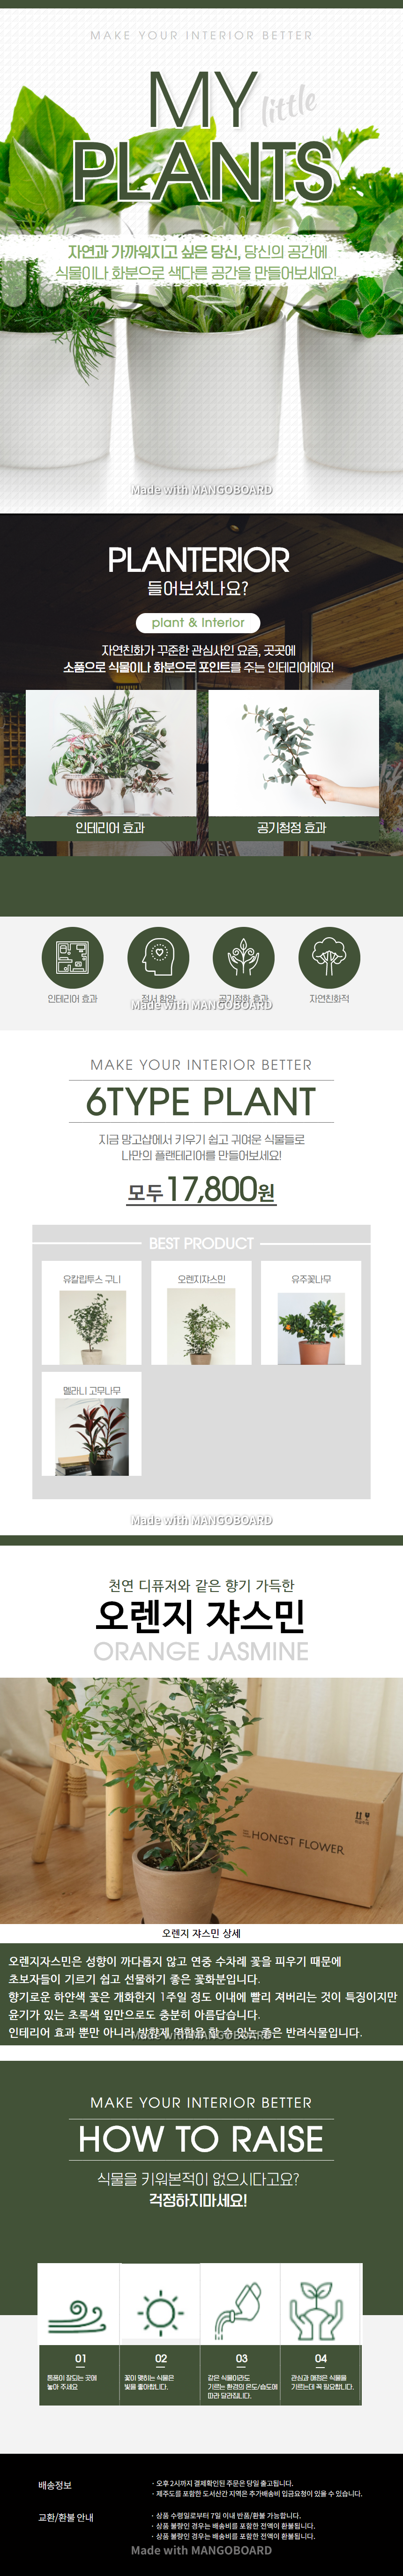 MAKE YOUR INTERIOR BETTER
MY
little
PLANTS
자연과 가까워지고 싶은 당신, 당신의 공간에
식물이나 화분으로 색다른 공간을 만들어보세요!
Made with MANGOBOARD
PLANTERIOR
들어보셨나요?
plant & Interior
자연친화가 꾸준한 관심사인 요즘, 곳곳에
소품으로 식물이나 화분으로 포인트를 주는 인테리어에요!
인테리어 효과
공기청정 효과
인테리어 효과
정서 함양
공기정화 효과
자연친화적
Made with MANGOBOARD
MAKE YOUR INTERIOR BETTER
6TYPE PLANT
지금 망고샵에서 키우기 쉽고 귀여운 식물들로
나만의 플랜테리어를 만들어보세요!
모두 17,800원
BEST PRODUCT
유칼립투스 구니
오렌지쟈스민
유주꽃나무
멜라니 고무나무
Made with MANGOBOARD
천연 디퓨저와 같은 향기 가득한
오렌지 쟈스민
ORANGE JASMINE
HONEST FLOWER
오렌지 쟈스민 상세
오렌지자스민은 성향이 까다롭지 않고 연중 수차례 꽃을 피우기 때문에
초보자들이 기르기 쉽고 선물하기 좋은 꽃화분입니다.
향기로운 하얀색 꽃은 개화한지 1주일 정도 이내에 빨리 져버리는 것이 특징이지만
윤기가 있는 초록색 잎만으로도 충분히 아름답습니다.
인테리어 효과 뿐만 아니라 방향제 역할을 할 수 있는 좋은 반려식물입니다.
Made with MANGOBOARD
MAKE YOUR INTERIOR BETTER
HOW TO RAISE
식물을 키워본적이 없으시다고요?
걱정하지마세요!
01
통풍이 잘되는 곳에
놓아 주세요
02
꽃이 맺히는 식물은
빛을 좋아합니다.
03
같은 식물이라도
기르는 환경의 온도/습도에
따라 달라집니다.
04
관심과 애정은 식물을
기르는데 꼭 필요합니다.
배송정보
· 오후 2시까지 결제확인된 주문은 당일 출고됩니다.
· 제주도를 포함한 도서산간 지역은 추가배송비 입금요청이 있을 수 있습니다.
교환/환불 안내
· 상품 수령일로부터 7일 이내 반품/환불 가능합니다.
· 상품 불량인 경우는 배송비를 포함한 전액이 환불됩니다.
· 상품 불량인 경우는 배송비를 포함한 전액이 환불됩니다.
Made with MANGOBOARD